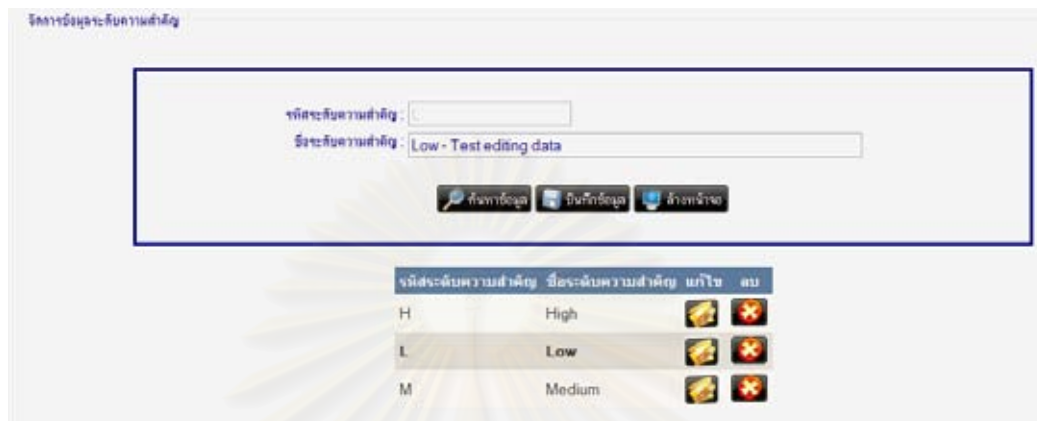 จัดการข้อมูลระดับความสำคัญ
รหัสระดับความสำคัญ :
ชื่อระดับความสำคัญ : Low - Test editing data
ค้นหาข้อมูล บันทึกข้อมูล ล้างหน้าจอ
รหัสระดับความสำคัญ ชื่อระดับความสำคัญ แก้ไข ลบ
H High
L Low
M Medium